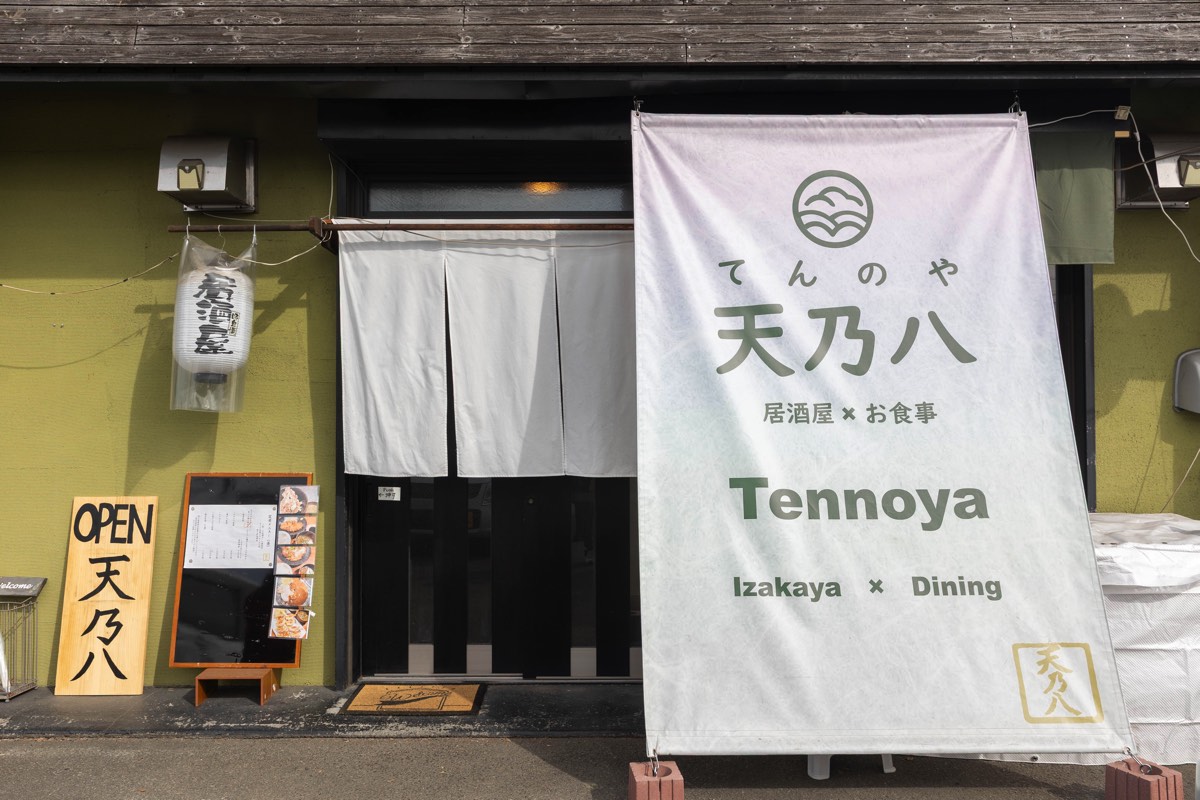 居酒屋
OPEN
天乃八
Welcome
てんのや
天乃八
居酒屋×お食事
Tennoya
Izakaya × Dining
天乃八